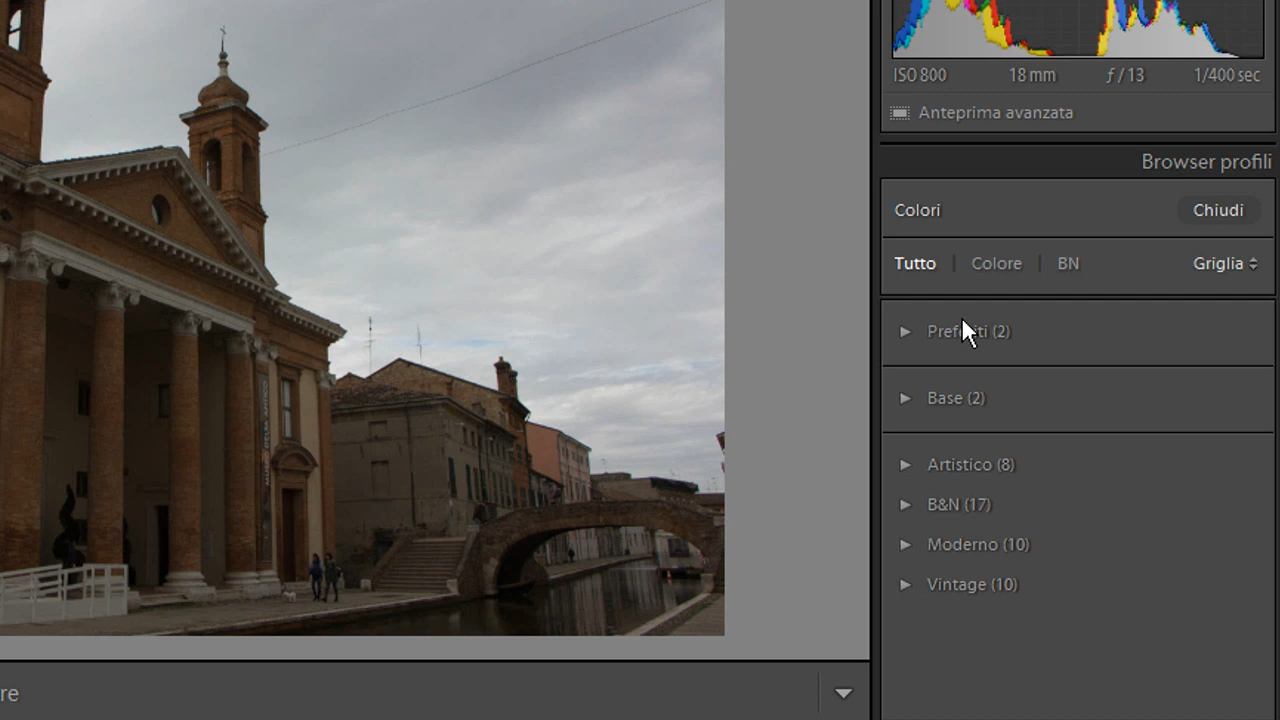 ISO 800 18 mm ƒ / 13 1/400 sec
Anteprima avanzata
Browser profili
Colori Chiudi
Tutto | Colore | BN Griglia
(2)
Base (2)
Artistico (8)
B&N (17)
Moderno (10)
Vintage (10)
re